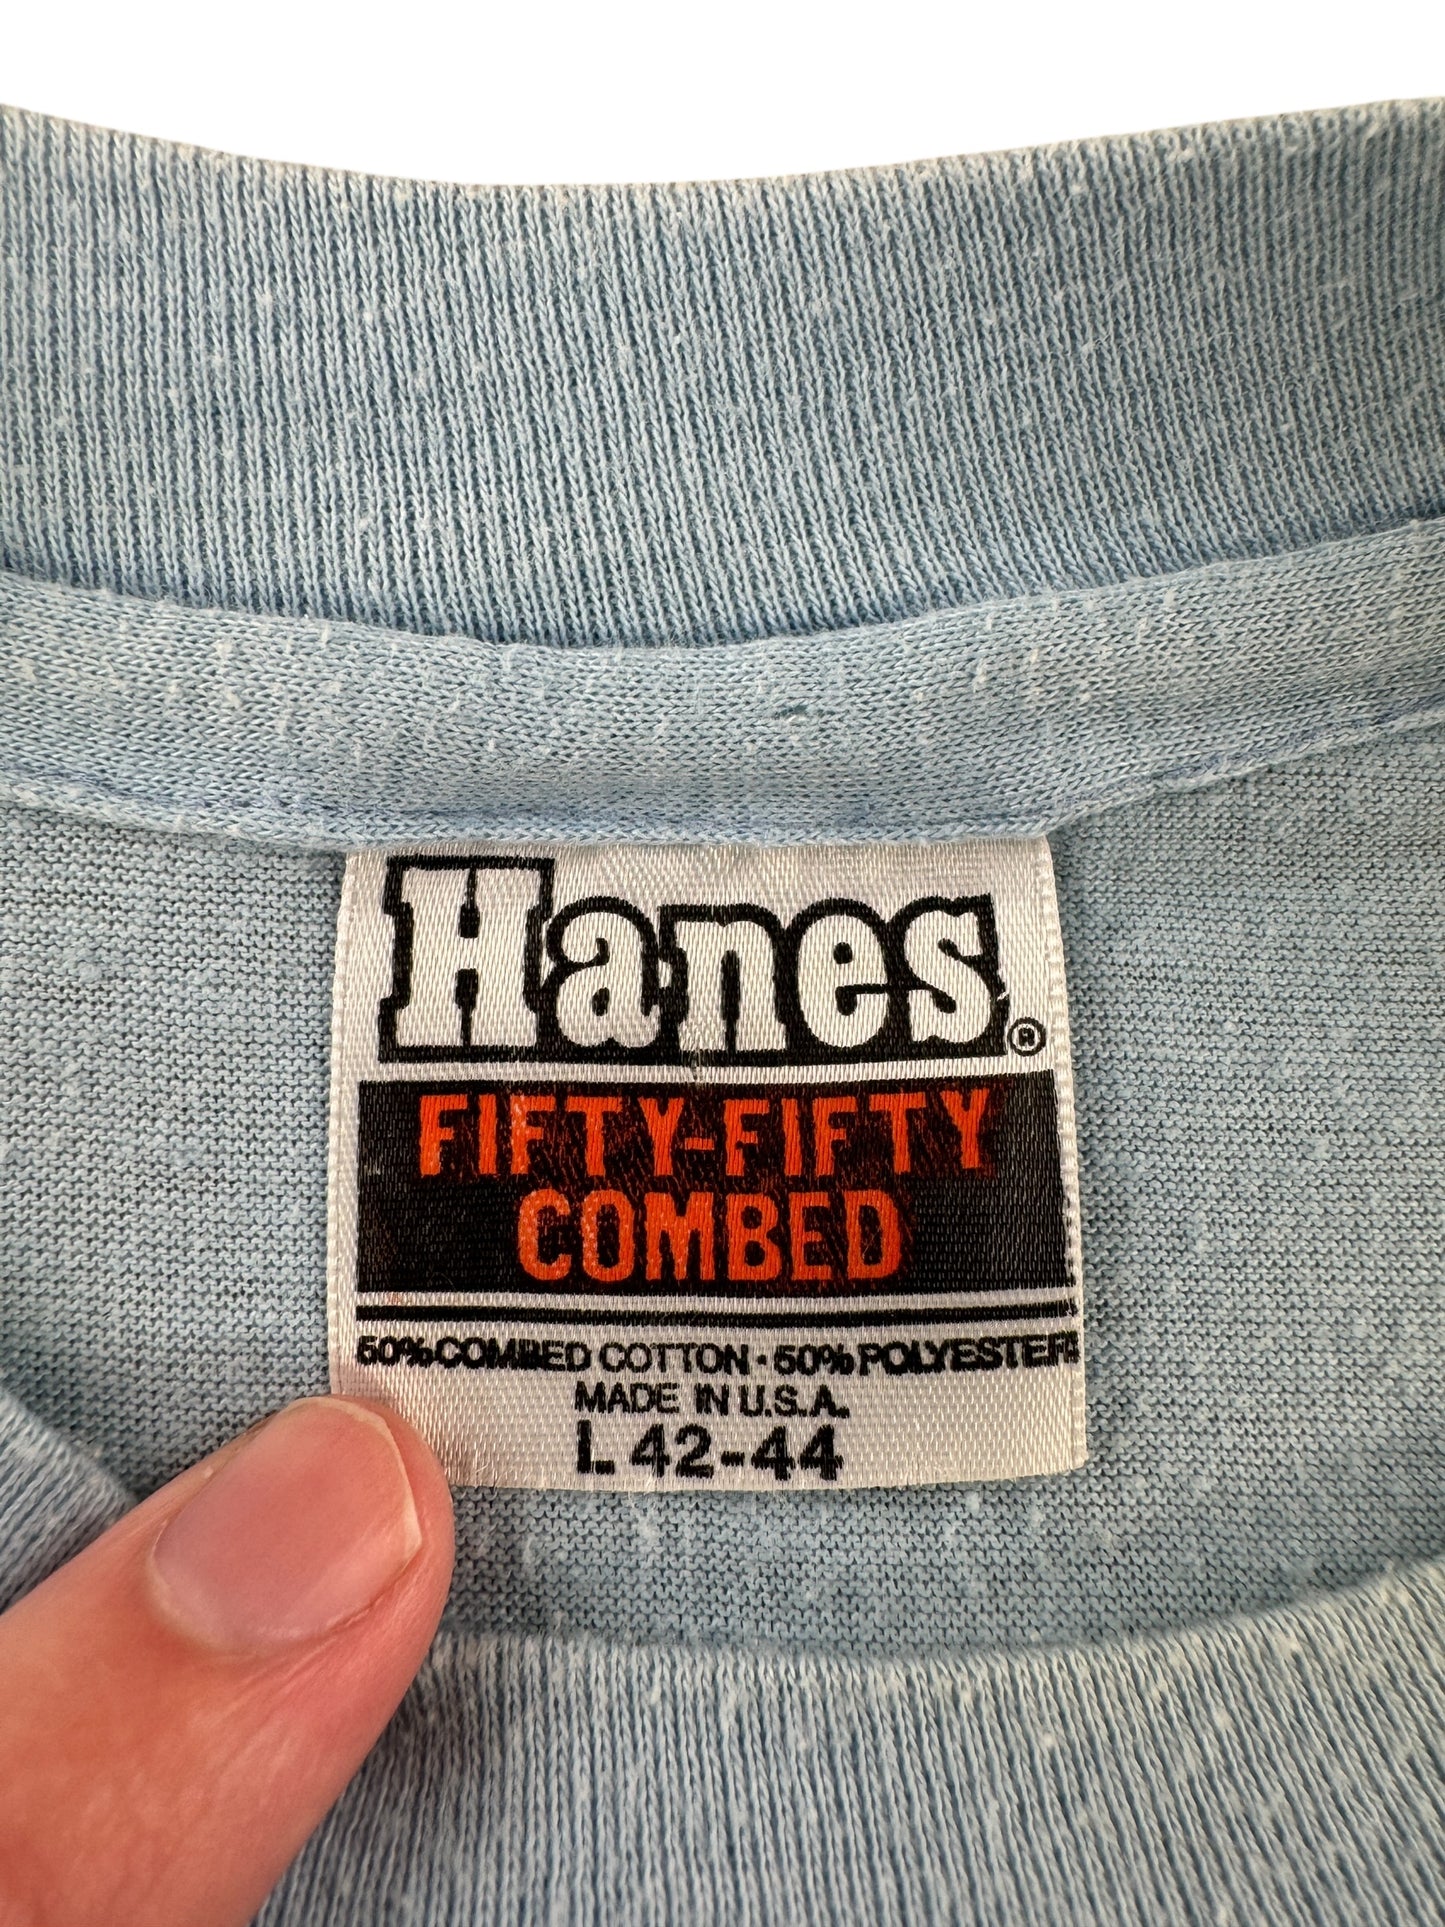 Hanes®
FIFTY-FIFTY
COMBED
50% COMBED COTTON · 50% POLYESTER
MADE IN U.S.A.
L 42-44